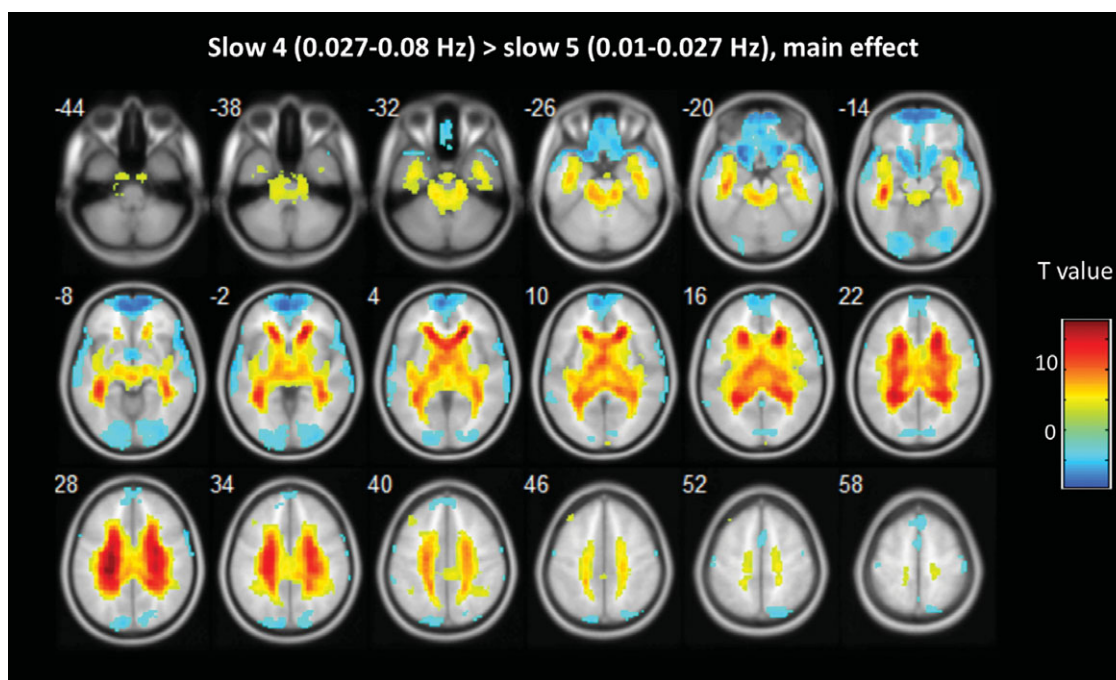 Slow 4 (0.027-0.08 Hz) > slow 5 (0.01-0.027 Hz), main effect
-44 -38 -32 -26 -20 -14
T value
-8 -2 4 10 16 22
10
0
28 34 40 46 52 58